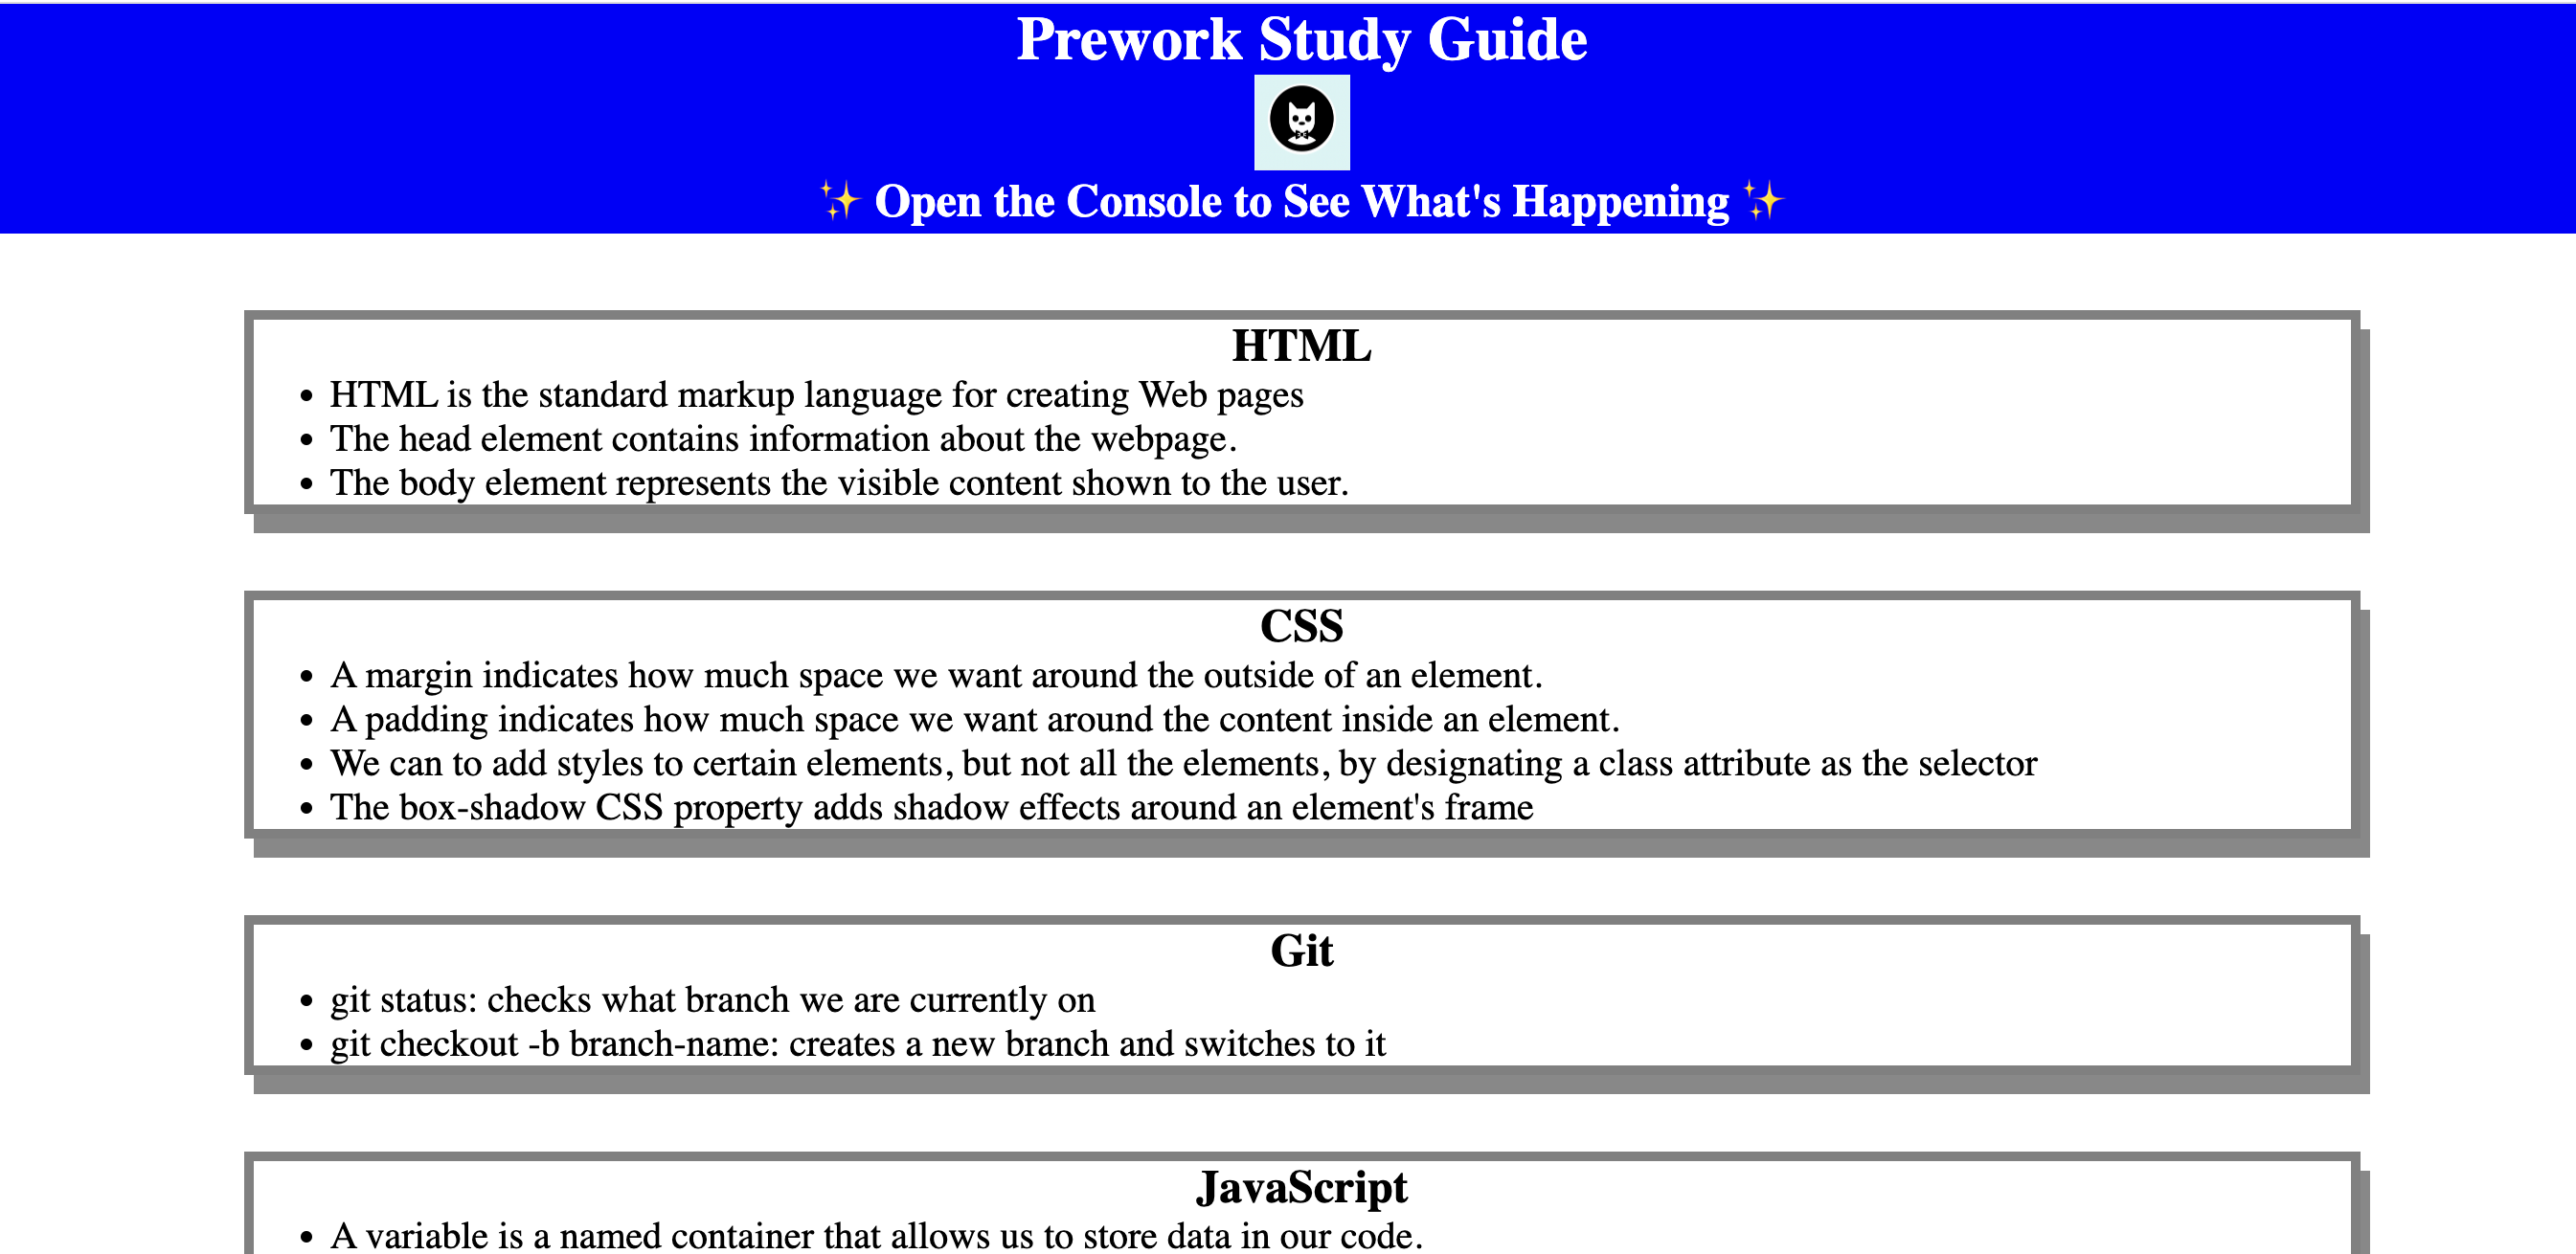 Prework Study Guide
✨ Open the Console to See What's Happening ✨
HTML
• HTML is the standard markup language for creating Web pages
• The head element contains information about the webpage.
• The body element represents the visible content shown to the user.
CSS
• A margin indicates how much space we want around the outside of an element.
• A padding indicates how much space we want around the content inside an element.
• We can to add styles to certain elements, but not all the elements, by designating a class attribute as the selector
• The box-shadow CSS property adds shadow effects around an element's frame
Git
• git status: checks what branch we are currently on
• git checkout -b branch-name: creates a new branch and switches to it
JavaScript
• A variable is a named container that allows us to store data in our code.